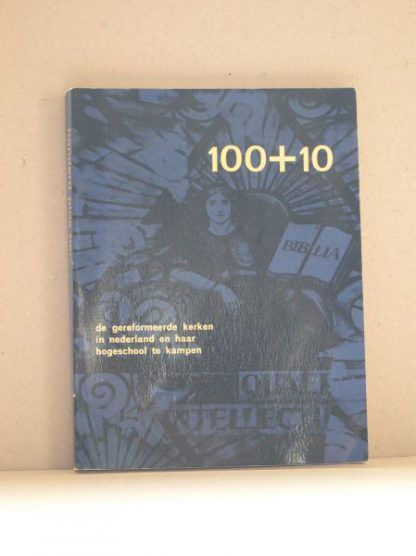 100+10
BIBLIA
de gereformeerde kerken
in nederland en haar
hogeschool te kampen